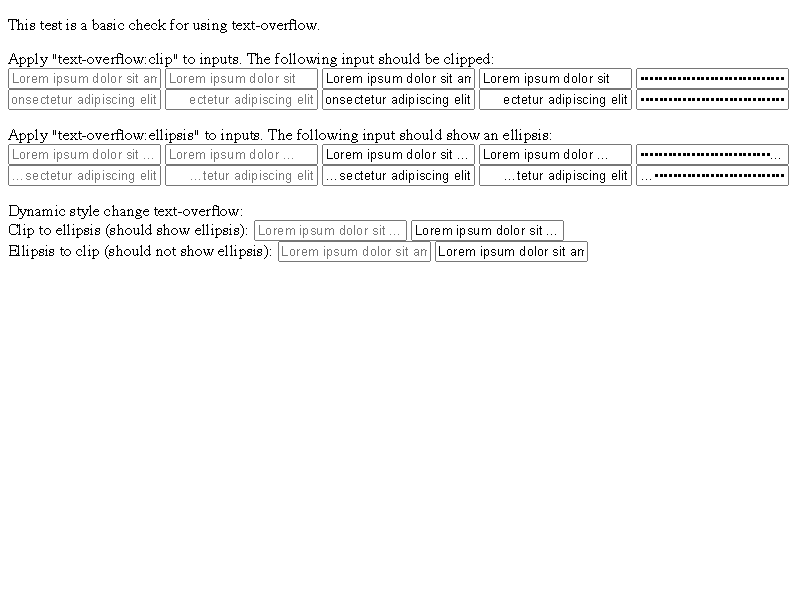 This test is a basic check for using text-overflow.
Apply "text-overflow:clip" to inputs. The following input should be clipped:
Lorem ipsum dolor sit am Lorem ipsum dolor sit Lorem ipsum dolor sit am Lorem ipsum dolor sit ••••••••••••••••••••••••••••••
onsectetur adipiscing elit ectetur adipiscing elit onsectetur adipiscing elit ectetur adipiscing elit ••••••••••••••••••••••••••••••
Apply "text-overflow:ellipsis" to inputs. The following input should show an ellipsis:
Lorem ipsum dolor sit … Lorem ipsum dolor … Lorem ipsum dolor sit … Lorem ipsum dolor … •••••••••••••••••••••••••••…
…sectetur adipiscing elit …tetur adipiscing elit …sectetur adipiscing elit …tetur adipiscing elit …•••••••••••••••••••••••••••
Dynamic style change text-overflow:
Clip to ellipsis (should show ellipsis): Lorem ipsum dolor sit … Lorem ipsum dolor sit …
Ellipsis to clip (should not show ellipsis): Lorem ipsum dolor sit am Lorem ipsum dolor sit am